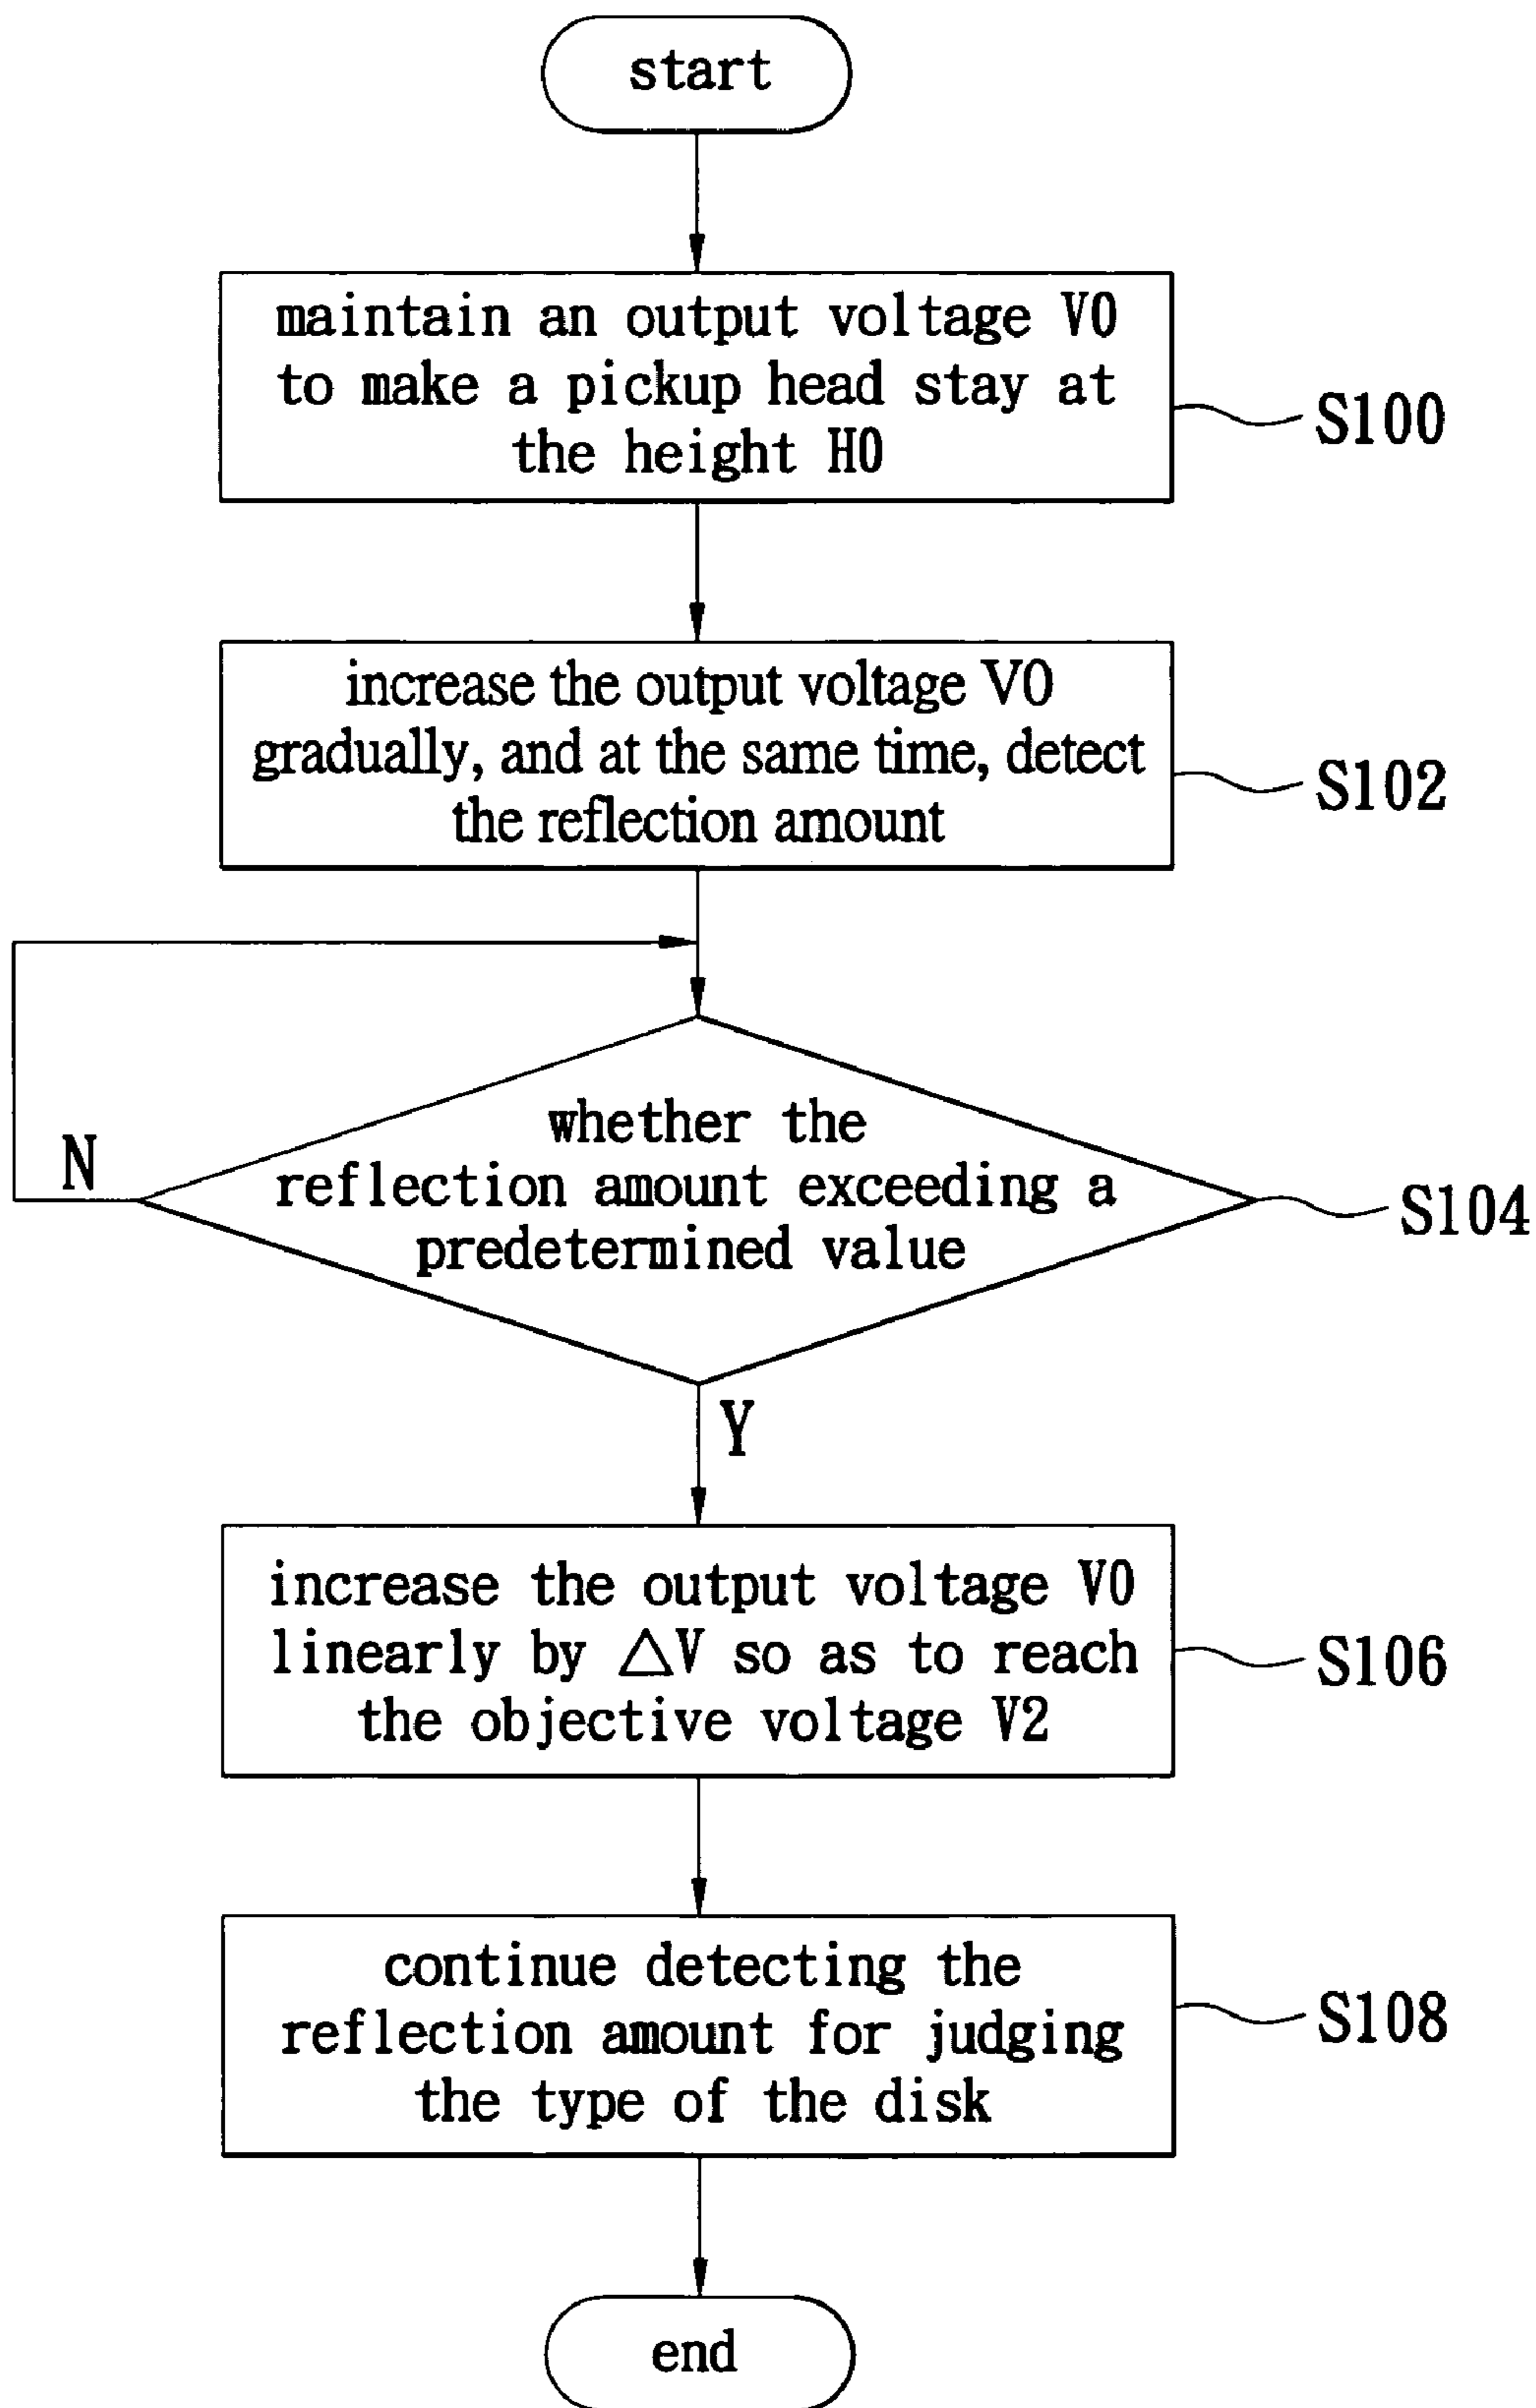 start
maintain an output voltage V0
to make a pickup head stay at
the height H0
S100
increase the output voltage V0
gradually, and at the same time, detect
the reflection amount
S102
whether the
reflection amount exceeding a
predetermined value
N
S104
Y
increase the output voltage V0
linearly by △V so as to reach
the objective voltage V2
S106
continue detecting the
reflection amount for judging
the type of the disk
S108
end